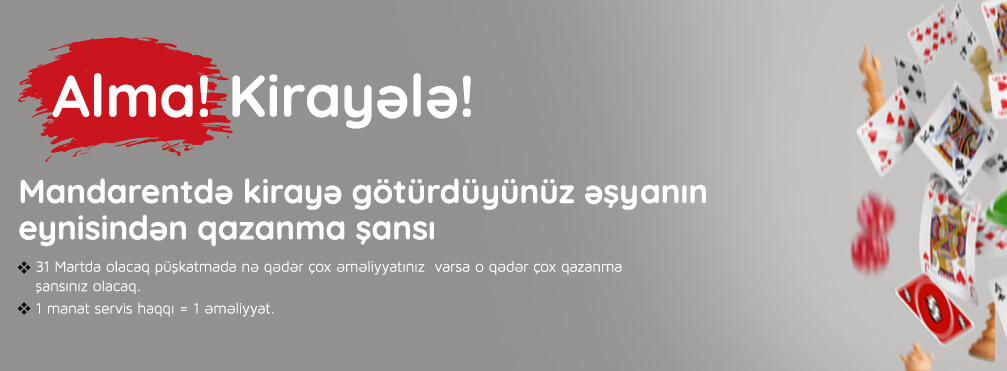 Alma! Kirayələ!
Mandarentdə kirayə götürdüyünüz əşyanın
eynisindən qazanma şansı
❖ 31 Martda olacaq püşkatmada nə qədər çox əməliyyatınız varsa o qədər çox qazanma
şansınız olacaq.
❖ 1 manat servis haqqı = 1 əməliyyat.